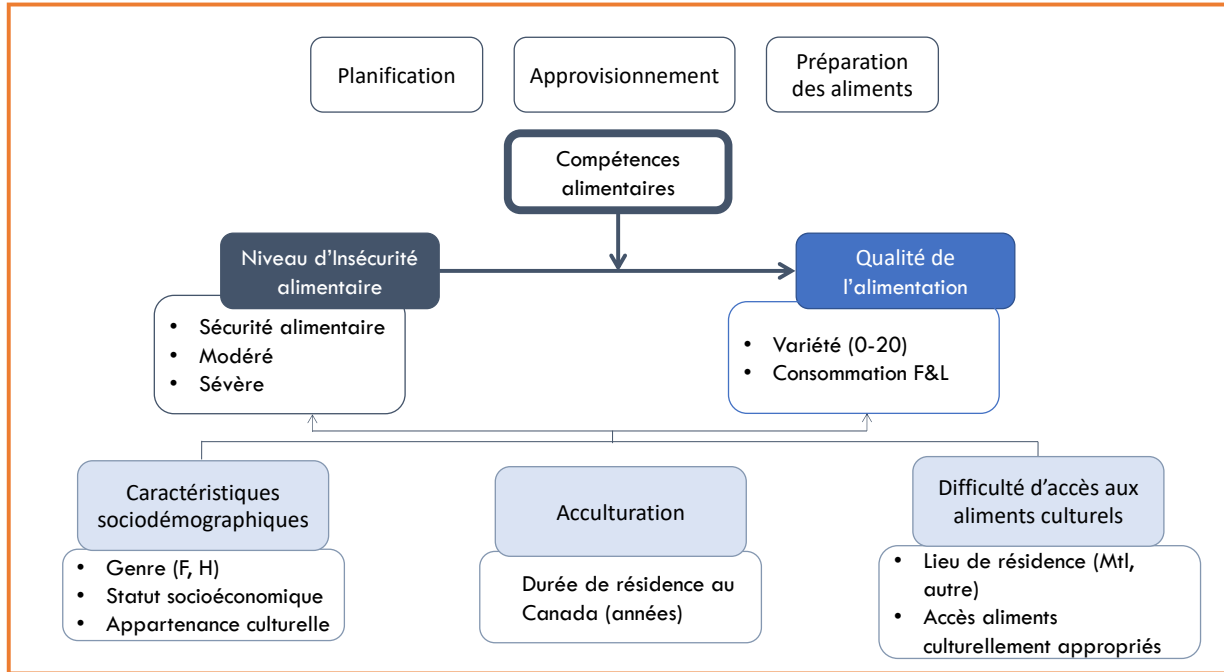 Planification
Approvisionnement
Préparation
des aliments
Compétences
alimentaires
Niveau d'Insécurité
alimentaire
Qualité de
l'alimentation
• Sécurité alimentaire
• Modéré
• Sévère
• Variété (0-20)
• Consommation F&L
Caractéristiques
sociodémographiques
Acculturation
Difficulté d'accès aux
aliments culturels
• Genre (F, H)
• Statut socioéconomique
• Appartenance culturelle
Durée de résidence au
Canada (années)
• Lieu de résidence (Mtl,
autre)
• Accès aliments
culturellement appropriés